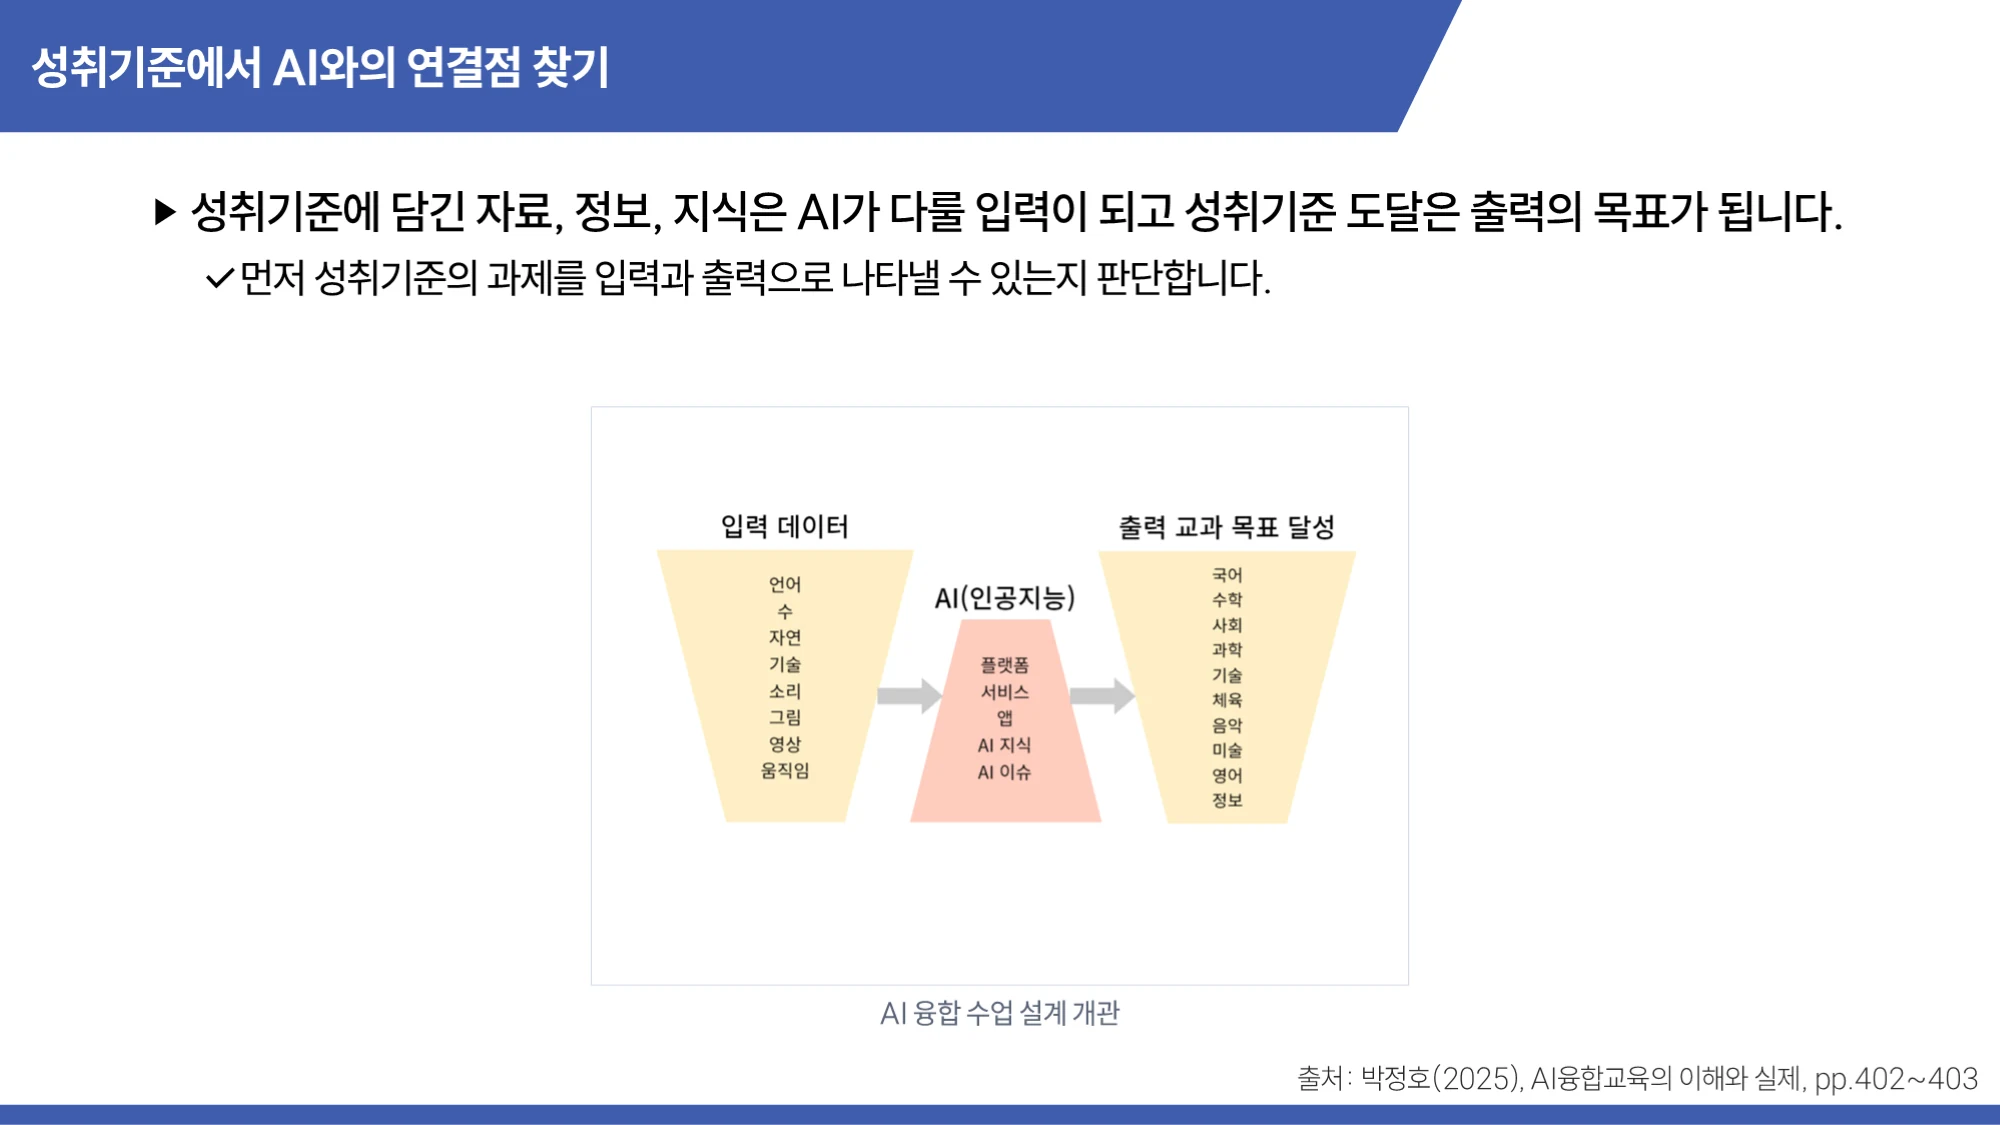 성취기준에서 AI와의 연결점 찾기
▶ 성취기준에 담긴 자료, 정보, 지식은 AI가 다룰 입력이 되고 성취기준 도달은 출력의 목표가 됩니다.
✓ 먼저 성취기준의 과제를 입력과 출력으로 나타낼 수 있는지 판단합니다.
입력 데이터
언어
수
자연
기술
소리
그림
영상
움직임
AI(인공지능)
플랫폼
서비스
앱
AI 지식
AI 이슈
출력 교과 목표 달성
국어
수학
사회
과학
기술
체육
음악
미술
영어
정보
AI 융합 수업 설계 개관
출처: 박정호(2025), AI융합교육의 이해와 실제, pp.402~403